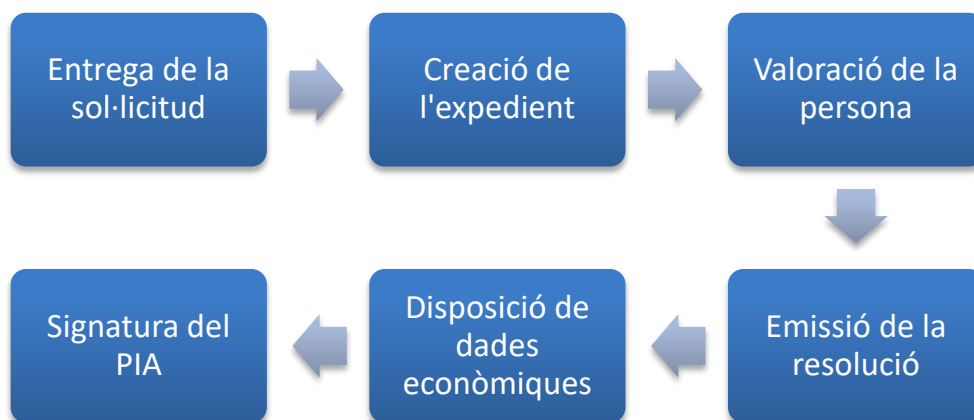 Entrega de la
sol·licitud
Creació de
l'expedient
Valoració de la
persona
Emissió de la
resolució
Disposició de
dades
econòmiques
Signatura del
PIA